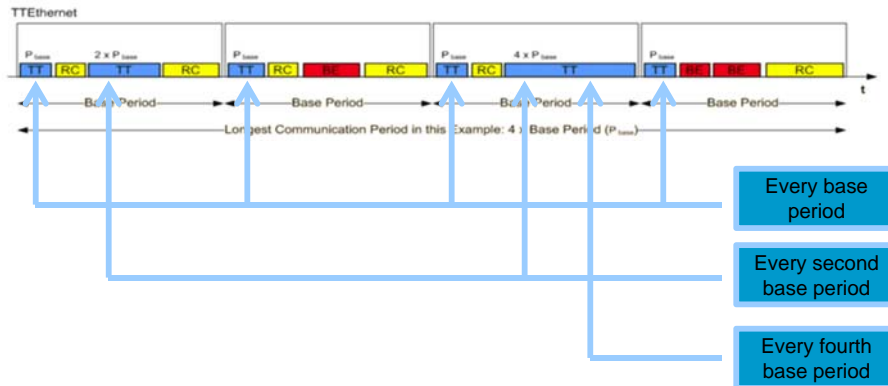 TTEthernet
P base 2 x P base P base P base 4 x P base P base
TT RC TT RC TT RC BE RC TT RC TT TT BE BE RC
t
Base Period Base Period Base Period Base Period
Longest Communication Period in this Example: 4 x Base Period (P base)
Every base
period
Every second
base period
Every fourth
base period